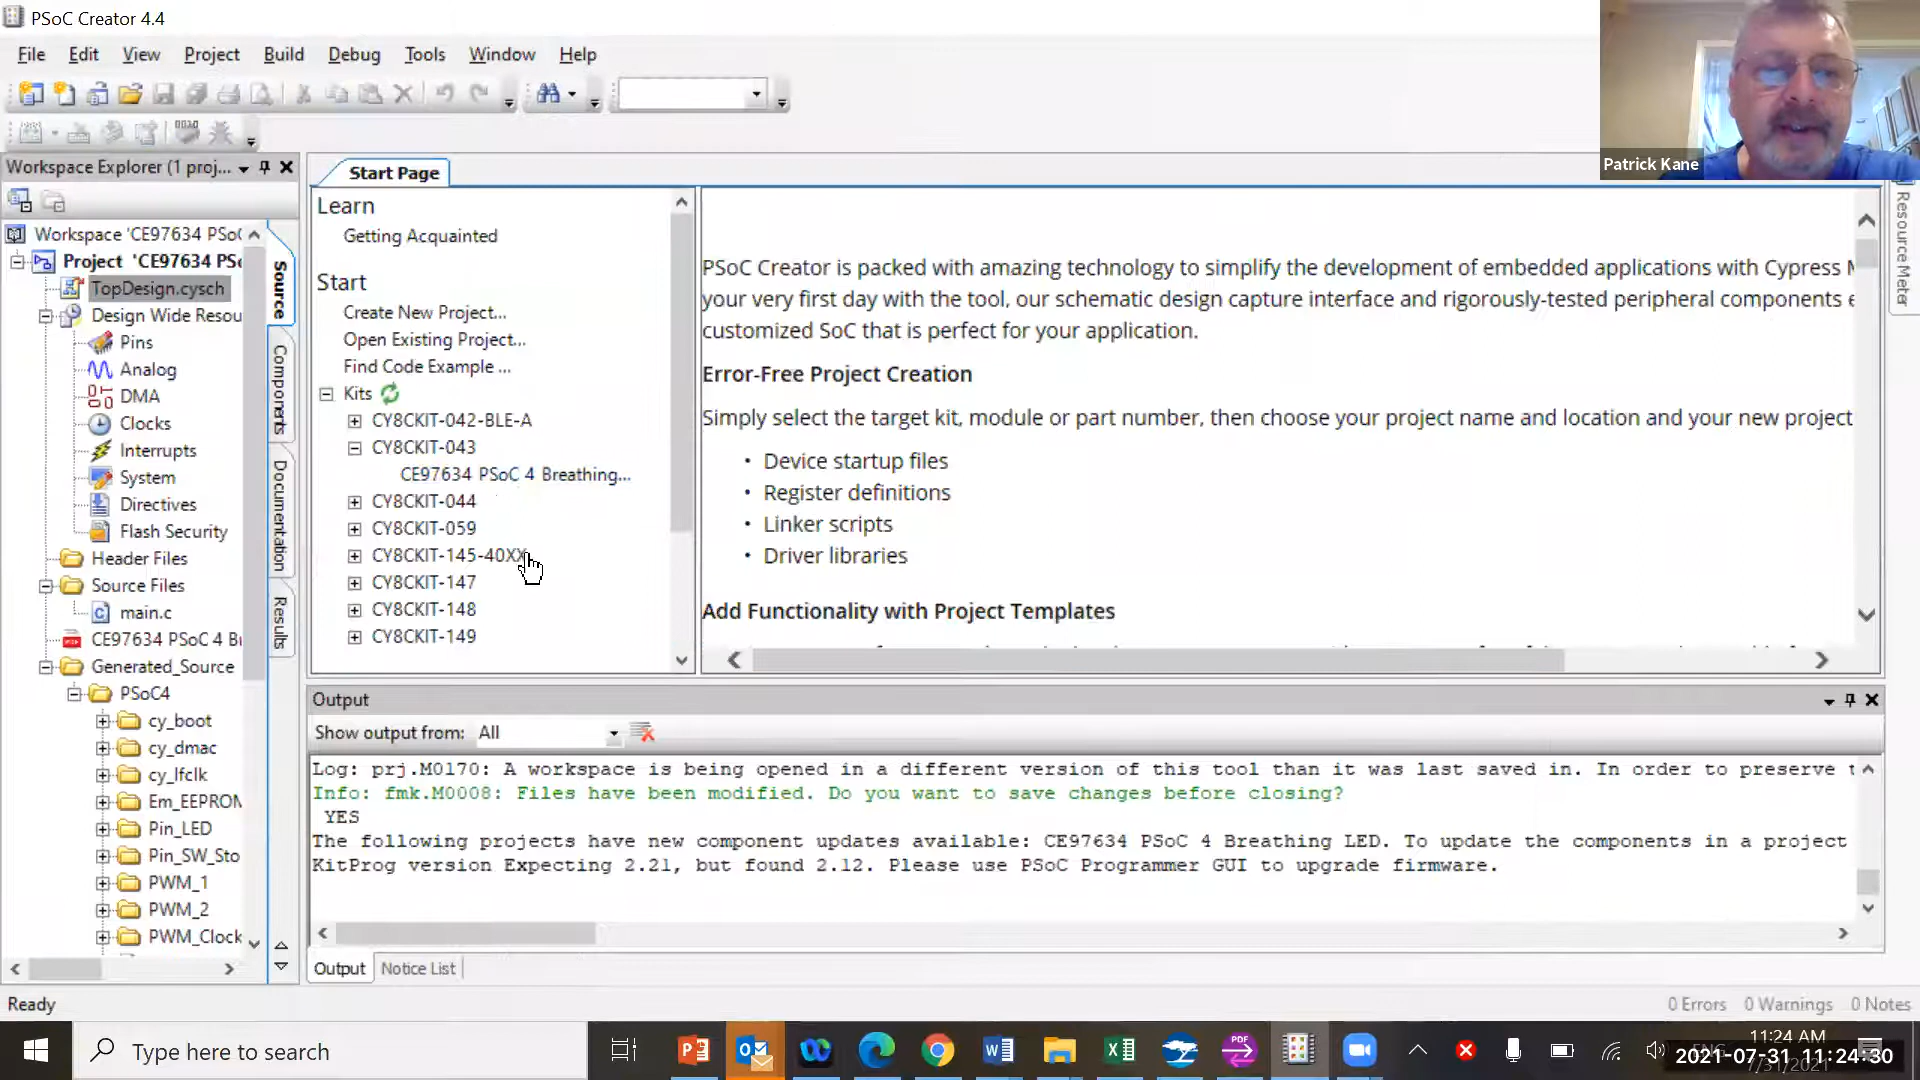 PSoC Creator 4.4
File Edit View Project Build Debug Tools Window Help
Patrick Kane
Workspace Explorer (1 proj...
Workspace 'CE97634 PSo
Project 'CE97634 PS
TopDesign.cysch
Design Wide Resou
Pins
Analog
DMA
Clocks
Interrupts
System
Directives
Flash Security
Header Files
Source Files
main.c
CE97634 PSoC 4 B
Generated_Source
PSoC4
cy_boot
cy_dmac
cy_lfclk
Em_EEPROM
Pin_LED
Pin_SW_Sto
PWM_1
PWM_2
PWM_Clock
Source
Components
Documentation
Results
Start Page
Learn
Getting Acquainted
Start
Create New Project...
Open Existing Project...
Find Code Example ...
Kits
CY8CKIT-042-BLE-A
CY8CKIT-043
CE97634 PSoC 4 Breathing...
CY8CKIT-044
CY8CKIT-059
CY8CKIT-145-40XX
CY8CKIT-147
CY8CKIT-148
CY8CKIT-149
PSoC Creator is packed with amazing technology to simplify the development of embedded applications with Cypress
your very first day with the tool, our schematic design capture interface and rigorously-tested peripheral components
customized SoC that is perfect for your application.
Error-Free Project Creation
Simply select the target kit, module or part number, then choose your project name and location and your new project
• Device startup files
• Register definitions
• Linker scripts
• Driver libraries
Add Functionality with Project Templates
Resource Meter
Output
Show output from: All
Log: prj.M0170: A workspace is being opened in a different version of this tool than it was last saved in. In order to preserve
Info: fmk.M0008: Files have been modified. Do you want to save changes before closing?
YES
The following projects have new component updates available: CE97634 PSoC 4 Breathing LED. To update the components in a project
KitProg version Expecting 2.21, but found 2.12. Please use PSoC Programmer GUI to upgrade firmware.
Output Notice List
Ready
0 Errors 0 Warnings 0 Notes
Type here to search
11:24 AM
2021-07-31 11:24:30